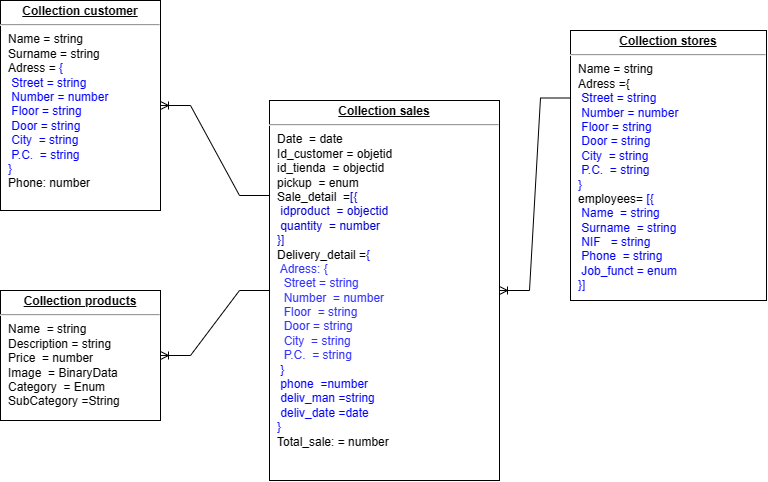 Collection customer
Name = string
Surname = string
Adress = {
Street = string
Number = number
Floor = string
Door = string
City = string
P.C. = string
}
Phone: number
Collection products
Name = string
Description = string
Price = number
Image = BinaryData
Category = Enum
SubCategory =String
Collection sales
Date = date
Id_customer = objetid
id_tienda = objectid
pickup = enum
Sale_detail =[{
idproduct = objectid
quantity = number
}]
Delivery_detail ={
Adress: {
Street = string
Number = number
Floor = string
Door = string
City = string
P.C. = string
}
phone =number
deliv_man =string
deliv_date =date
}
Total_sale: = number
Collection stores
Name = string
Adress ={
Street = string
Number = number
Floor = string
Door = string
City = string
P.C. = string
}
employees= [{
Name = string
Surname = string
NIF = string
Phone = string
Job_funct = enum
}]